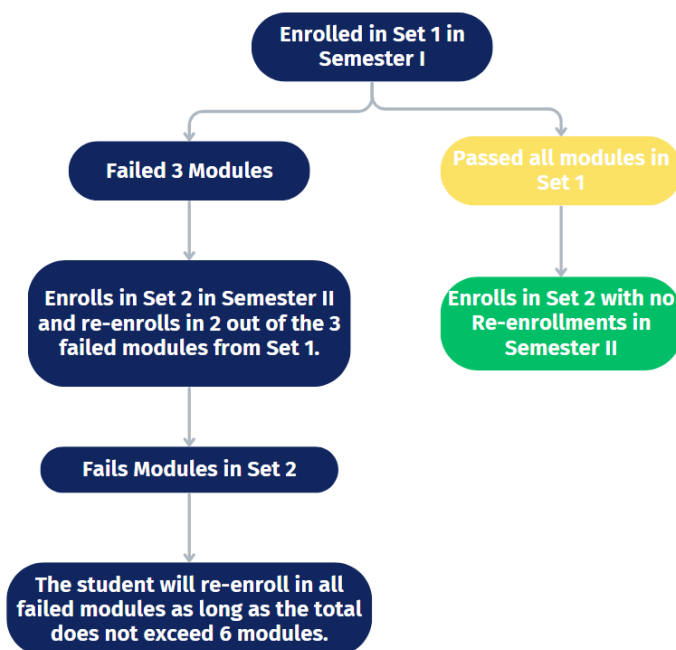 Enrolled in Set 1 in
Semester I
Failed 3 Modules
Passed all modules in
Set 1
Enrolls in Set 2 in Semester II
and re-enrolls in 2 out of the 3
failed modules from Set 1.
Enrolls in Set 2 with no
Re-enrollments in
Semester II
Fails Modules in Set 2
The student will re-enroll in all
failed modules as long as the total
does not exceed 6 modules.